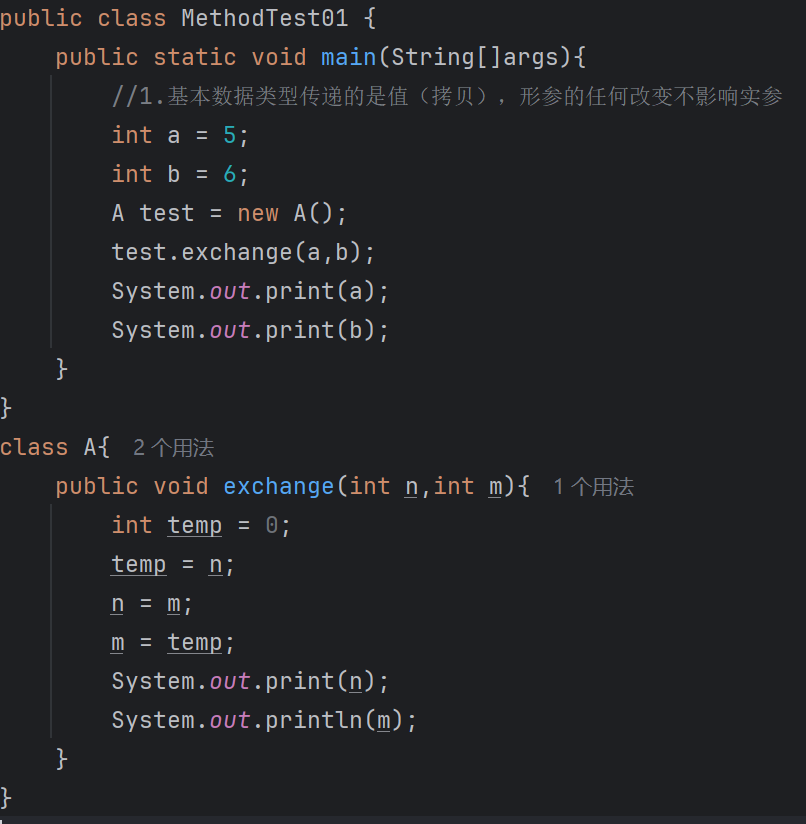 public class MethodTest01 {
    public static void main(String[]args){
        //1.基本数据类型传递的是值（拷贝），形参的任何改变不影响实参
        int a = 5;
        int b = 6;
        A test = new A();
        test.exchange(a,b);
        System.out.print(a);
        System.out.print(b);
    }
}
class A{  2个用法
    public void exchange(int n,int m){  1个用法
        int temp = 0;
        temp = n;
        n = m;
        m = temp;
        System.out.print(n);
        System.out.println(m);
    }
}